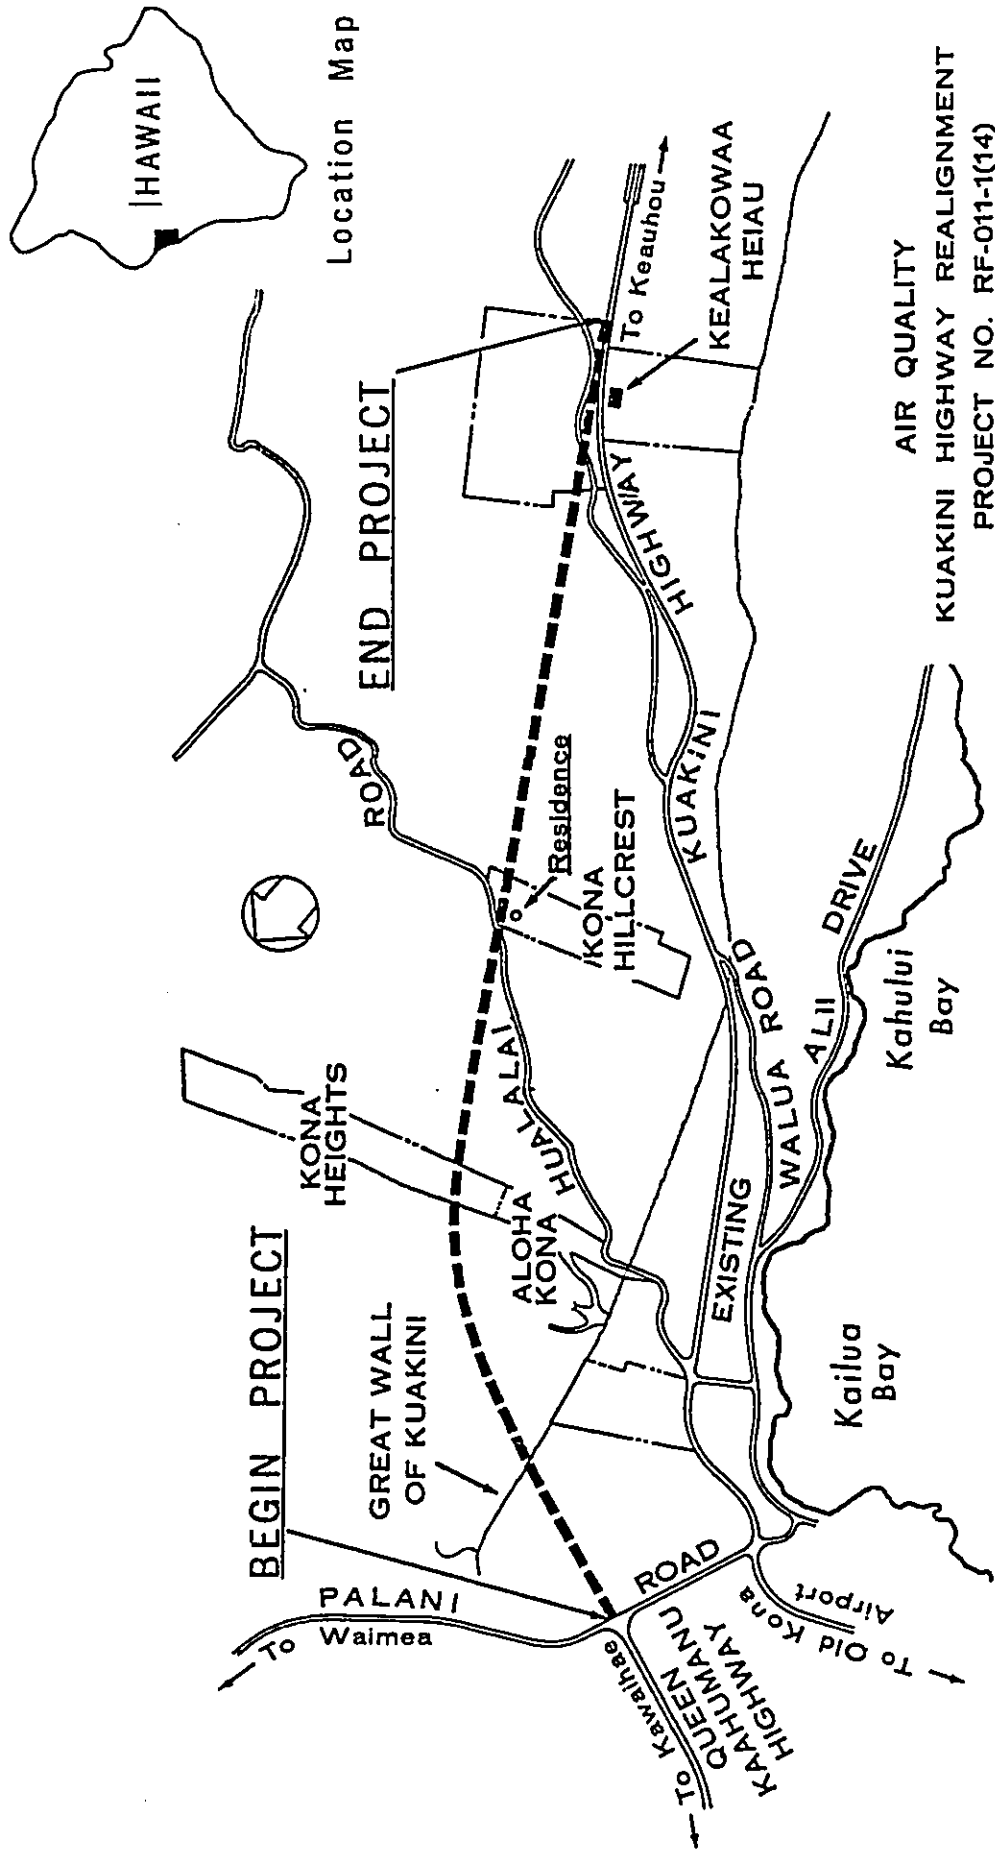 HAWAII
Location Map
BEGIN PROJECT
END PROJECT
PALANI
ROAD
To Waimea
GREAT WALL
OF KUAKINI
KONA
HEIGHTS
ALOHA
KONA
HUALALAI
ROAD
Residence
KONA
HILLCREST
EXISTING
KUAKINI
HIGHWAY
To Keauhou
KEALAKOWAA
HEIAU
WALUA ROAD
ALII DRIVE
Kahului
Bay
Kailua
Bay
To Kawaihae
QUEEN
KAAHUMANU
HIGHWAY
To Old Kona
Airport
AIR QUALITY
KUAKINI HIGHWAY REALIGNMENT
PROJECT NO. RF-011-1(14)